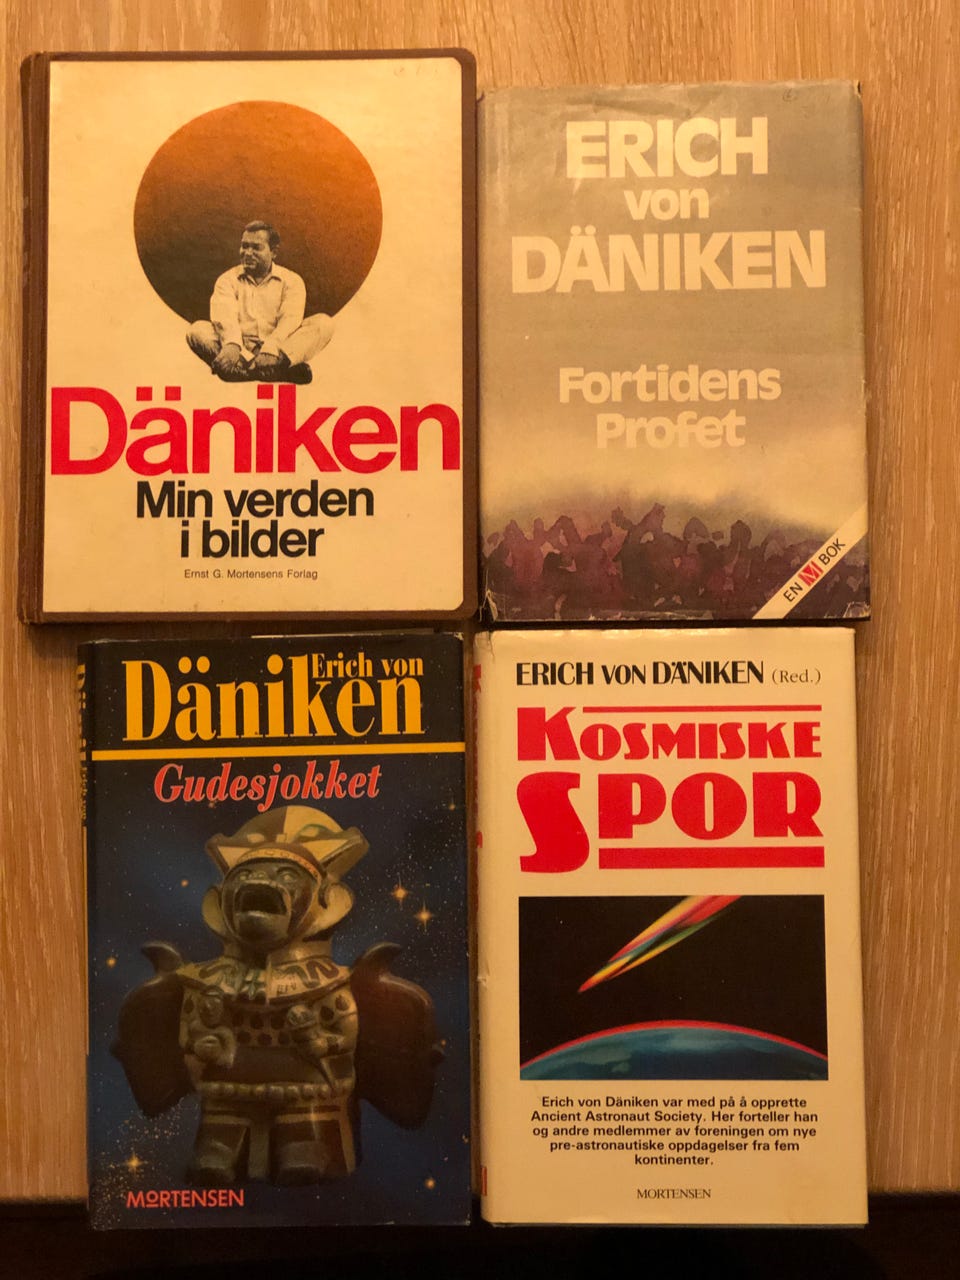 Däniken
Min verden
i bilder
Ernst G. Mortensens Forlag
ERICH
von
DÄNIKEN
Fortidens
Profet
EN M BOK
Erich von
Däniken
Gudesjokket
MORTENSEN
ERICH VON DÄNIKEN (Red.)
KOSMISKE
SPOR
Erich von Däniken var med på å opprette
Ancient Astronaut Society. Her forteller han
og andre medlemmer av foreningen om nye
pre-astronautiske oppdagelser fra fem
kontinenter.
MORTENSEN